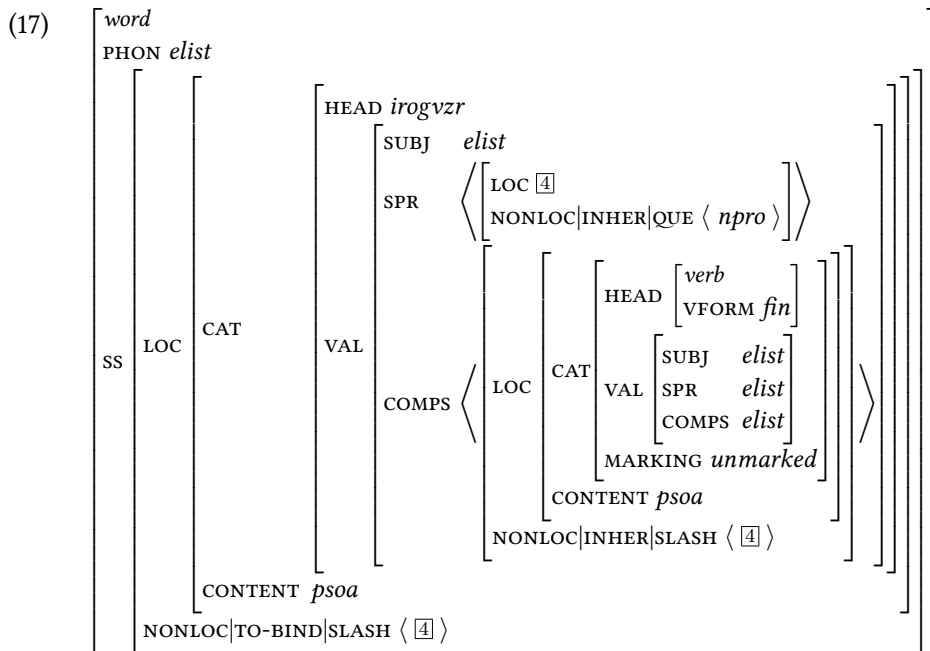 (17)
word
PHON elist
HEAD irogvzr
SUBJ elist
LOC 4
SPR
NONLOC|INHER|QUE ⟨ npro ⟩
verb
HEAD
VFORM fin
CAT
SUBJ elist
SS LOC VAL LOC CAT VAL SPR elist
COMPS COMPS elist
MARKING unmarked
CONTENT psoa
NONLOC|INHER|SLASH ⟨ 4 ⟩
CONTENT psoa
NONLOC|TO-BIND|SLASH ⟨ 4 ⟩